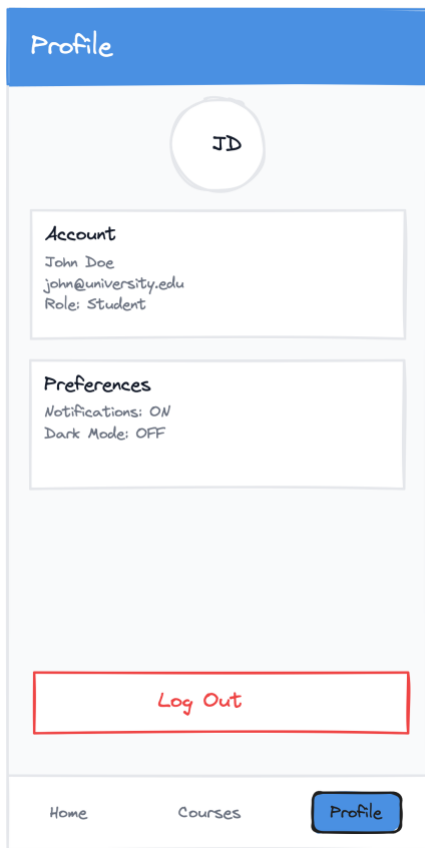 Profile
JD
Account
John Doe
john@university.edu
Role: Student
Preferences
Notifications: ON
Dark Mode: OFF
Log Out
Home Courses Profile